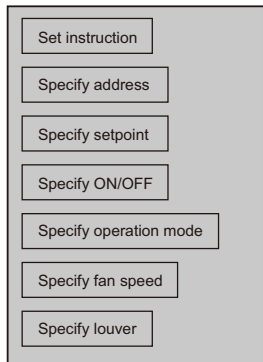 Set instruction
Specify address
Specify setpoint
Specify ON/OFF
Specify operation mode
Specify fan speed
Specify louver